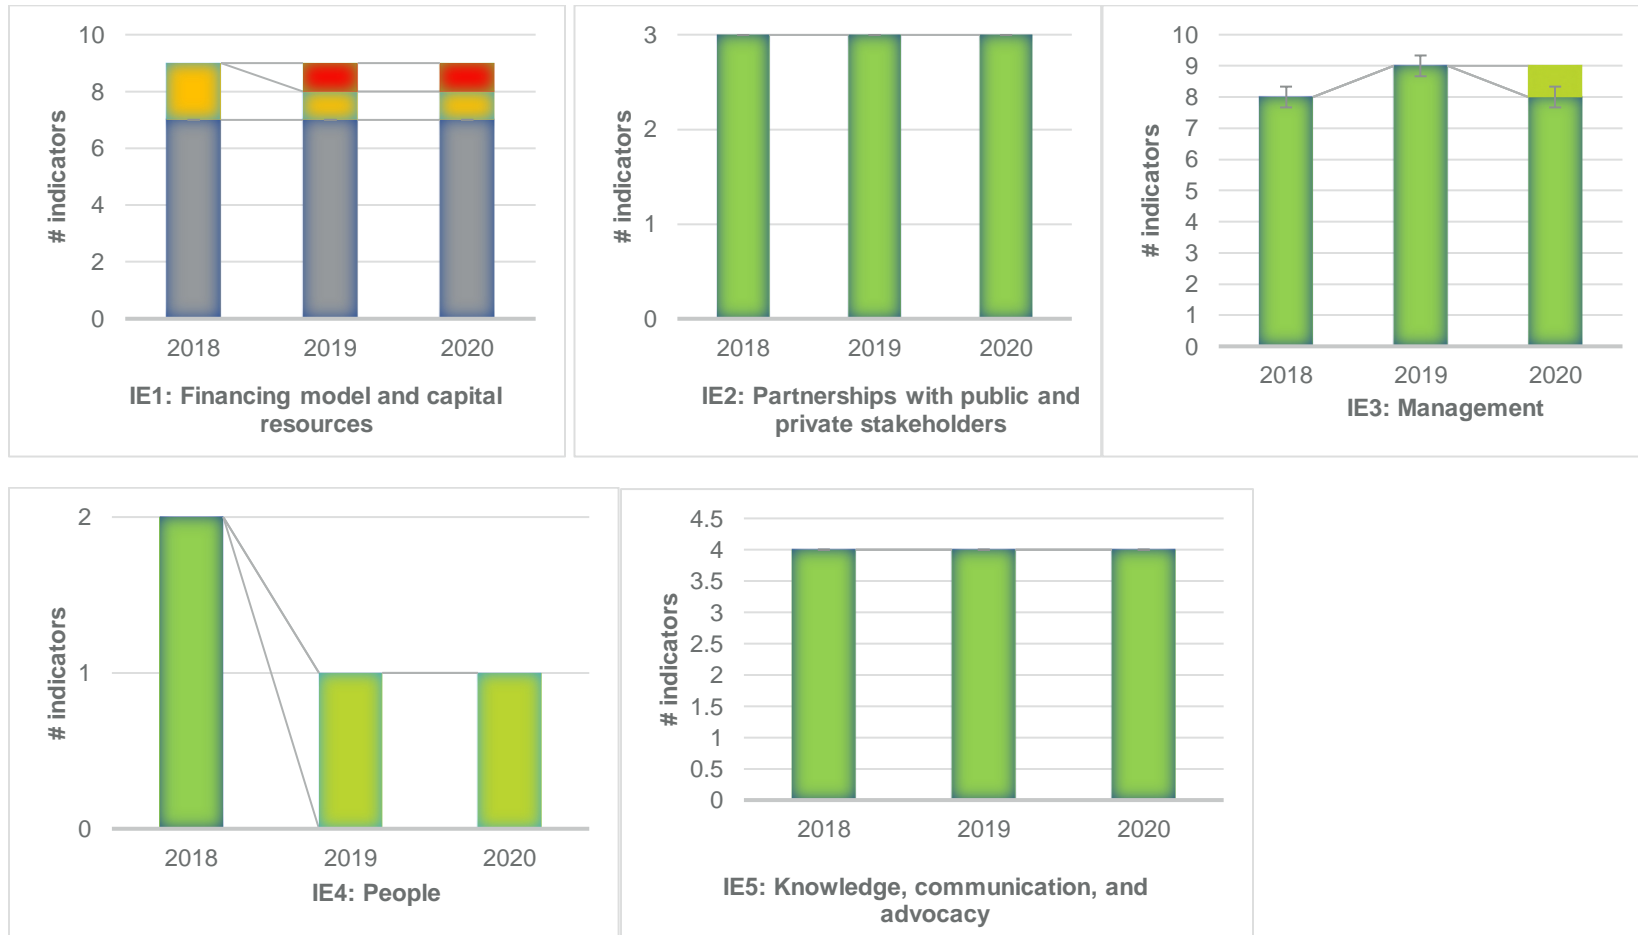 10
8
6
4
2
0
# indicators
2018 2019 2020
IE1: Financing model and capital
resources
3
2
1
0
# indicators
2018 2019 2020
IE2: Partnerships with public and
private stakeholders
10
9
8
7
6
5
4
3
2
1
0
# indicators
2018 2019 2020
IE3: Management
2
1
0
# indicators
2018 2019 2020
IE4: People
4.5
4
3.5
3
2.5
2
1.5
1
0.5
0
# indicators
2018 2019 2020
IE5: Knowledge, communication, and
advocacy